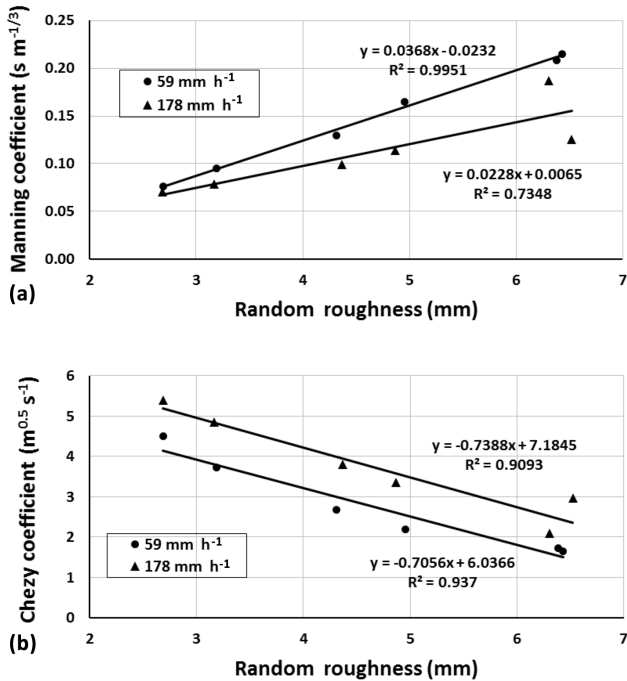 0.25
0.20
0.15
0.10
0.05
0.00
Manning coefficient (s m⁻¹ᐟ³)
y = 0.0368x - 0.0232
R² = 0.9951
59 mm h⁻¹
178 mm h⁻¹
y = 0.0228x + 0.0065
R² = 0.7348
2 3 4 5 6 7
(a)
Random roughness (mm)
6
5
4
3
2
1
0
Chezy coefficient (m⁰·⁵ s⁻¹)
y = -0.7388x + 7.1845
R² = 0.9093
59 mm h⁻¹
178 mm h⁻¹
y = -0.7056x + 6.0366
R² = 0.937
2 3 4 5 6 7
(b)
Random roughness (mm)